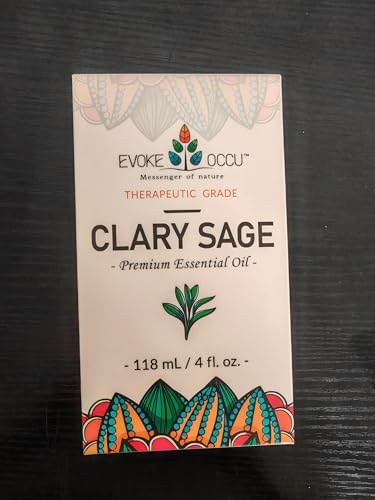 EVOKE OCCU™
Messenger of nature
THERAPEUTIC GRADE
CLARY SAGE
- Premium Essential Oil -
- 118 mL / 4 fl. oz. -